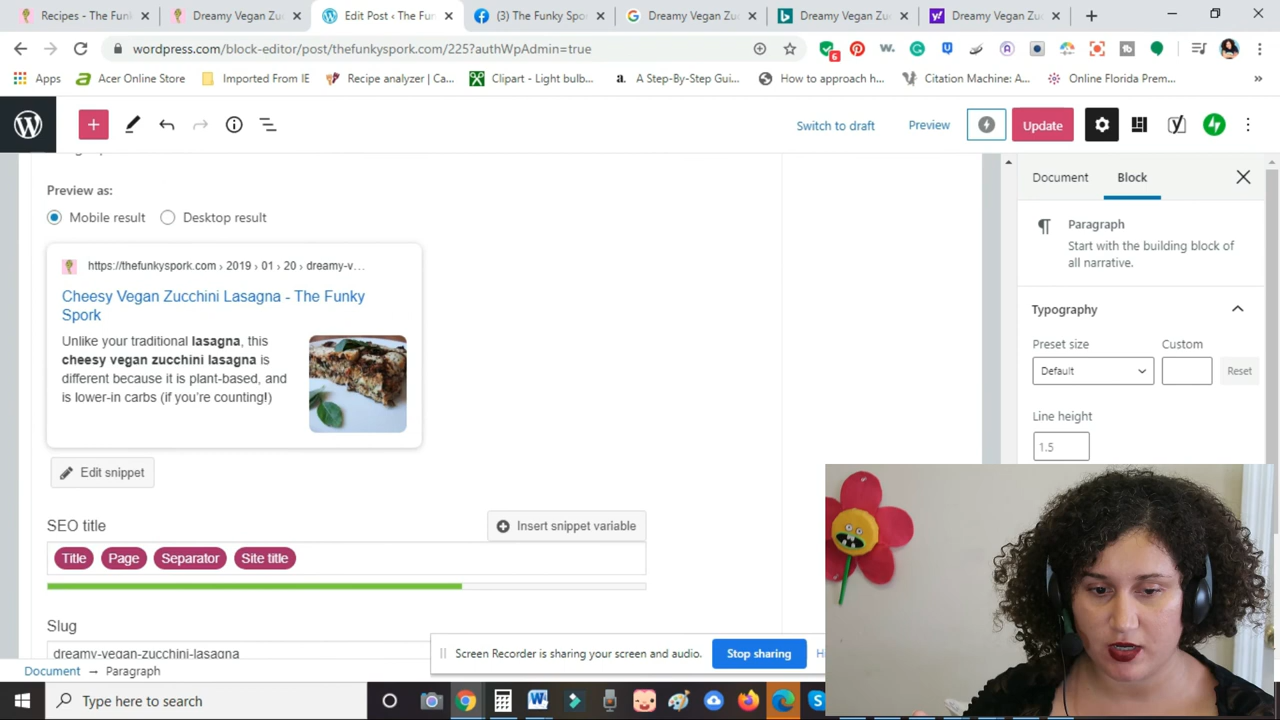 Recipes - The Funk
Dreamy Vegan Zuc
Edit Post ‹ The Fun
(3) The Funky Spo
Dreamy Vegan Zuc
Dreamy Vegan Zuc
Dreamy Vegan Zuc
wordpress.com/block-editor/post/thefunkyspork.com/225?authWpAdmin=true
6
Apps
Acer Online Store
Imported From IE
Recipe analyzer | Ca...
Clipart - Light bulb...
a. A Step-By-Step Gui...
How to approach h...
Citation Machine: A...
Online Florida Prem...
»
Switch to draft
Preview
Update
Preview as:
Mobile result
Desktop result
https://thefunkyspork.com › 2019 › 01 › 20 › dreamy-v…
Cheesy Vegan Zucchini Lasagna - The Funky
Spork
Unlike your traditional lasagna, this
cheesy vegan zucchini lasagna is
different because it is plant-based, and
is lower-in carbs (if you're counting!)
Edit snippet
SEO title
Insert snippet variable
Title Page Separator Site title
Slug
dreamy-vegan-zucchini-lasagna
Document → Paragraph
Document
Block
Paragraph
Start with the building block of
all narrative.
Typography
Preset size
Custom
Default
Reset
Line height
1.5
Screen Recorder is sharing your screen and audio.
Stop sharing
Type here to search